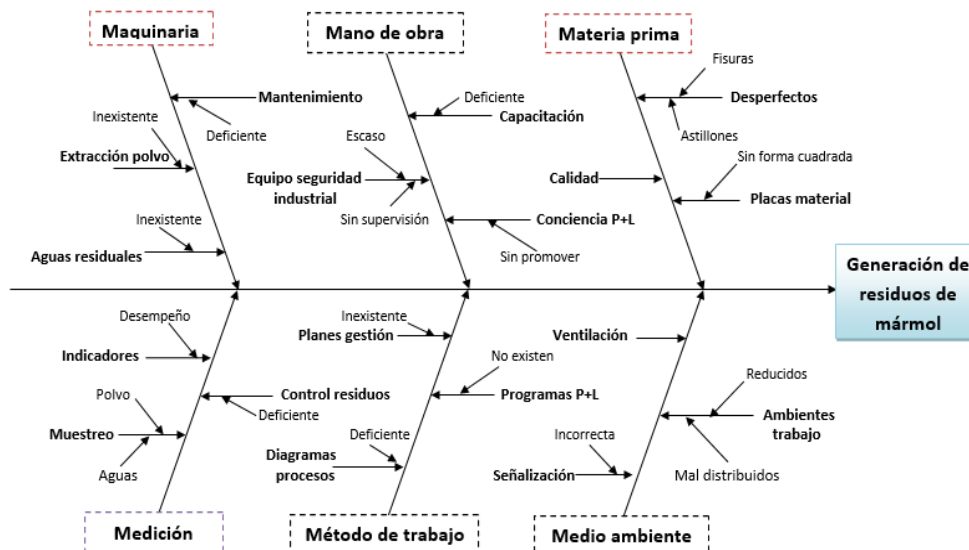 Maquinaria
Mano de obra
Materia prima
Mantenimiento
Deficiente
Inexistente
Extracción polvo
Inexistente
Aguas residuales
Deficiente
Capacitación
Escaso
Equipo seguridad
industrial
Sin supervisión
Conciencia P+L
Sin promover
Fisuras
Desperfectos
Astillones
Sin forma cuadrada
Calidad
Placas material
Generación de
residuos de
mármol
Desempeño
Indicadores
Control residuos
Deficiente
Polvo
Muestreo
Aguas
Inexistente
Planes gestión
No existen
Programas P+L
Deficiente
Diagramas
procesos
Ventilación
Reducidos
Ambientes
trabajo
Mal distribuidos
Incorrecta
Señalización
Medición
Método de trabajo
Medio ambiente